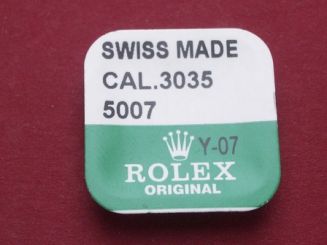 SWISS MADE
CAL.3035
5007
Y-07
ROLEX
ORIGINAL